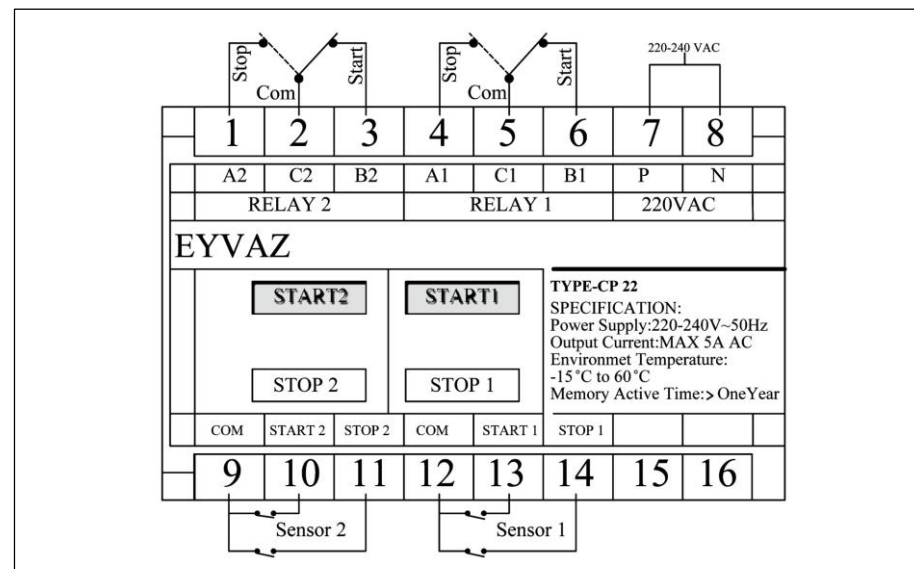 Stop Com Start Stop Com Start 220-240 VAC
1 2 3 4 5 6 7 8
A2 C2 B2 A1 C1 B1 P N
RELAY 2 RELAY 1 220VAC
EYVAZ
START2 START1
STOP 2 STOP 1
TYPE-CP 22
SPECIFICATION:
Power Supply:220-240V~50Hz
Output Current:MAX 5A AC
Environmet Temperature:
-15˚C to 60˚C
Memory Active Time:> OneYear
COM START 2 STOP 2 COM START 1 STOP 1
9 10 11 12 13 14 15 16
Sensor 2 Sensor 1